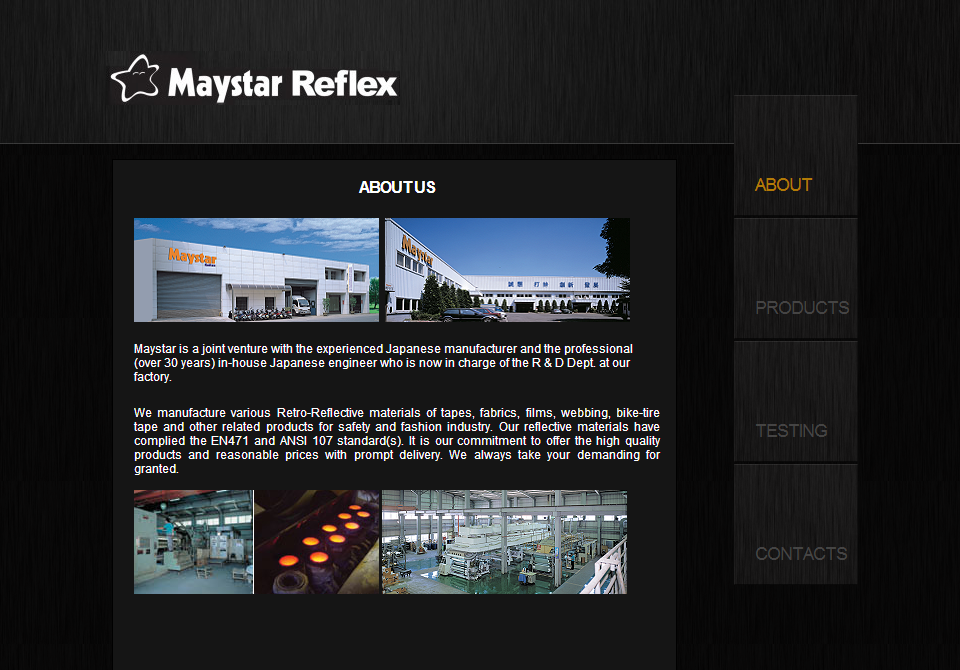 Maystar Reflex
ABOUT
PRODUCTS
TESTING
CONTACTS
ABOUT US
Maystar
Maystar
Maystar is a joint venture with the experienced Japanese manufacturer and the professional
(over 30 years) in-house Japanese engineer who is now in charge of the R & D Dept. at our
factory.
We manufacture various Retro-Reflective materials of tapes, fabrics, films, webbing, bike-tire
tape and other related products for safety and fashion industry. Our reflective materials have
complied the EN471 and ANSI 107 standard(s). It is our commitment to offer the high quality
products and reasonable prices with prompt delivery. We always take your demanding for
granted.